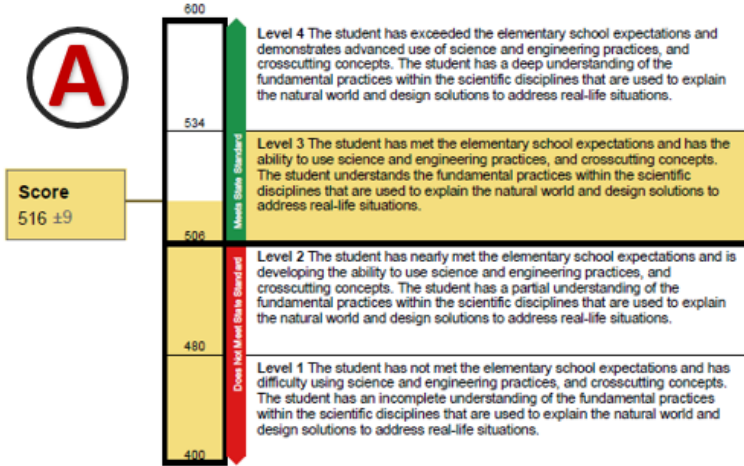 600
A
Level 4 The student has exceeded the elementary school expectations and
demonstrates advanced use of science and engineering practices, and
crosscutting concepts. The student has a deep understanding of the
fundamental practices within the scientific disciplines that are used to explain
the natural world and design solutions to address real-life situations.
534
Meets State Standard
Level 3 The student has met the elementary school expectations and has the
ability to use science and engineering practices, and crosscutting concepts.
The student understands the fundamental practices within the scientific
disciplines that are used to explain the natural world and design solutions to
address real-life situations.
Score
516 ±9
506
Level 2 The student has nearly met the elementary school expectations and is
developing the ability to use science and engineering practices, and
crosscutting concepts. The student has a partial understanding of the
fundamental practices within the scientific disciplines that are used to explain
the natural world and design solutions to address real-life situations.
480
Does Not Meet State Standard
Level 1 The student has not met the elementary school expectations and has
difficulty using science and engineering practices, and crosscutting concepts.
The student has an incomplete understanding of the fundamental practices
within the scientific disciplines that are used to explain the natural world and
design solutions to address real-life situations.
400